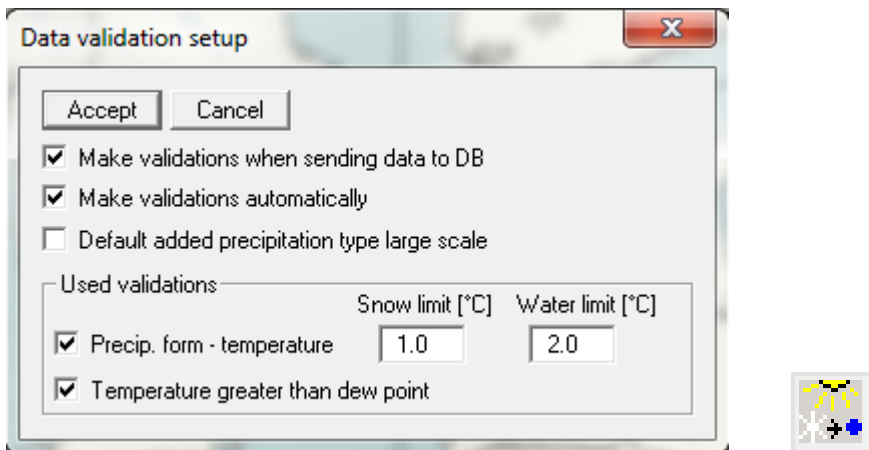 Data validation setup
Accept Cancel
Make validations when sending data to DB
Make validations automatically
Default added precipitation type large scale
Used validations
Snow limit [°C] Water limit [°C]
Precip. form - temperature 1.0 2.0
Temperature greater than dew point